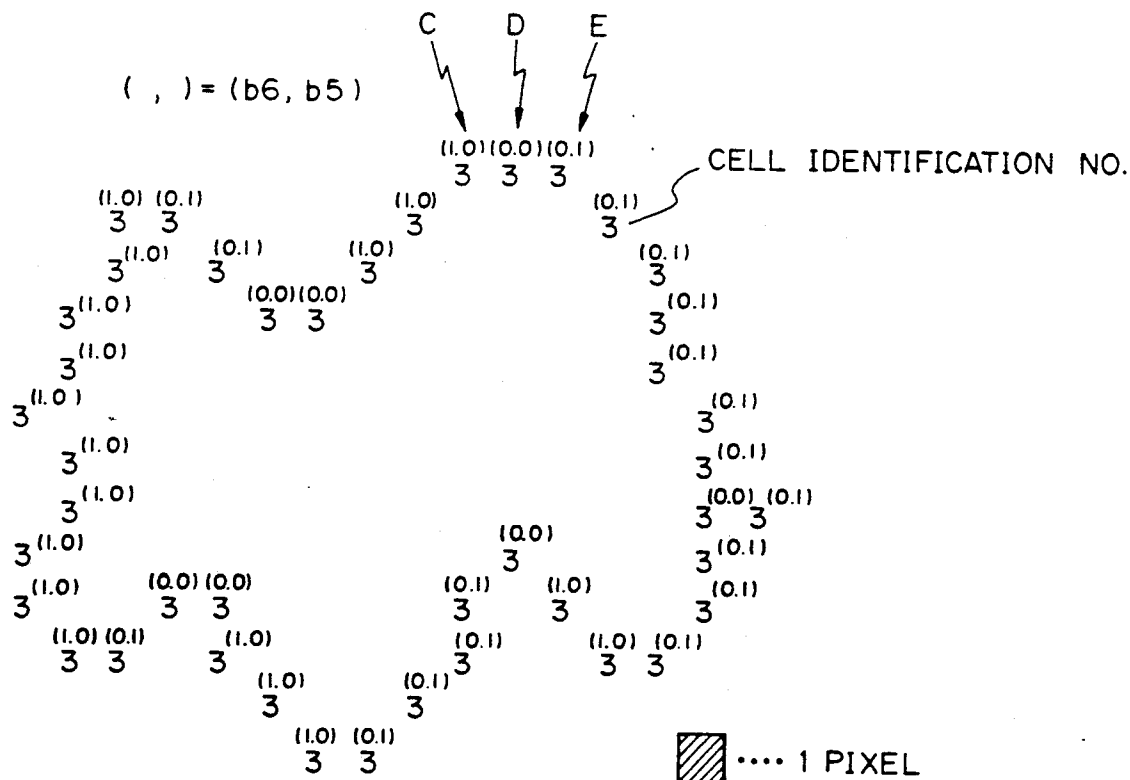 C D E
( , ) = (b6, b5)
(1.0) (0.0) (0.1)
3 3 3
CELL IDENTIFICATION NO.
(1.0) (0.1) (1.0) (0.1)
3 3 3 3
3(1.0) (0.1) (1.0) (0.1)
3 3 3
(0.0) (0.0)
3(1.0) 3 3 3(0.1)
3(1.0) 3(0.1)
3(1.0) 3(0.1)
3(1.0) 3(0.1)
3(1.0) 3(0.0) 3(0.1)
(0.0)
3(1.0) 3 3(0.1)
(0.0) (0.0) (0.1) (1.0)
3(1.0) 3 3 3 3 3(0.1)
(1.0) (0.1) (1.0) (0.1) (1.0) (0.1)
3 3 3 3 3 3
(1.0) (0.1)
3 3
(1.0) (0.1)
3 3
•••• 1 PIXEL